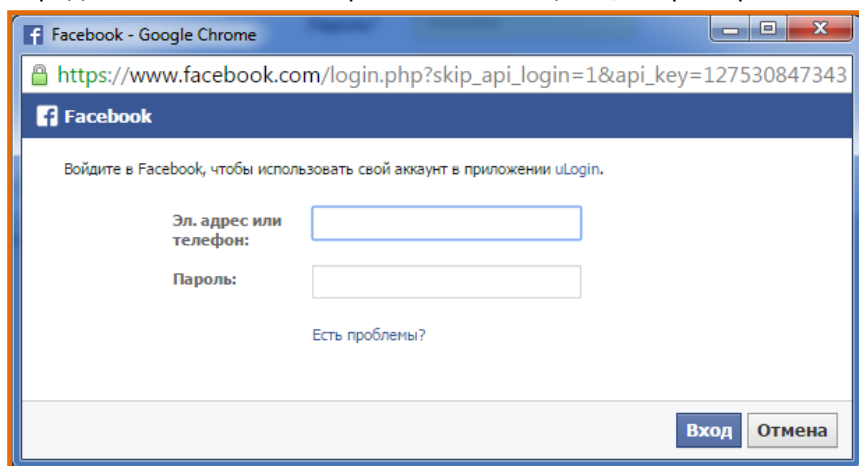 Facebook - Google Chrome
https://www.facebook.com/login.php?skip_api_login=1&api_key=127530847343
Facebook
Войдите в Facebook, чтобы использовать свой аккаунт в приложении uLogin.
Эл. адрес или
телефон:
Пароль:
Есть проблемы?
Вход Отмена